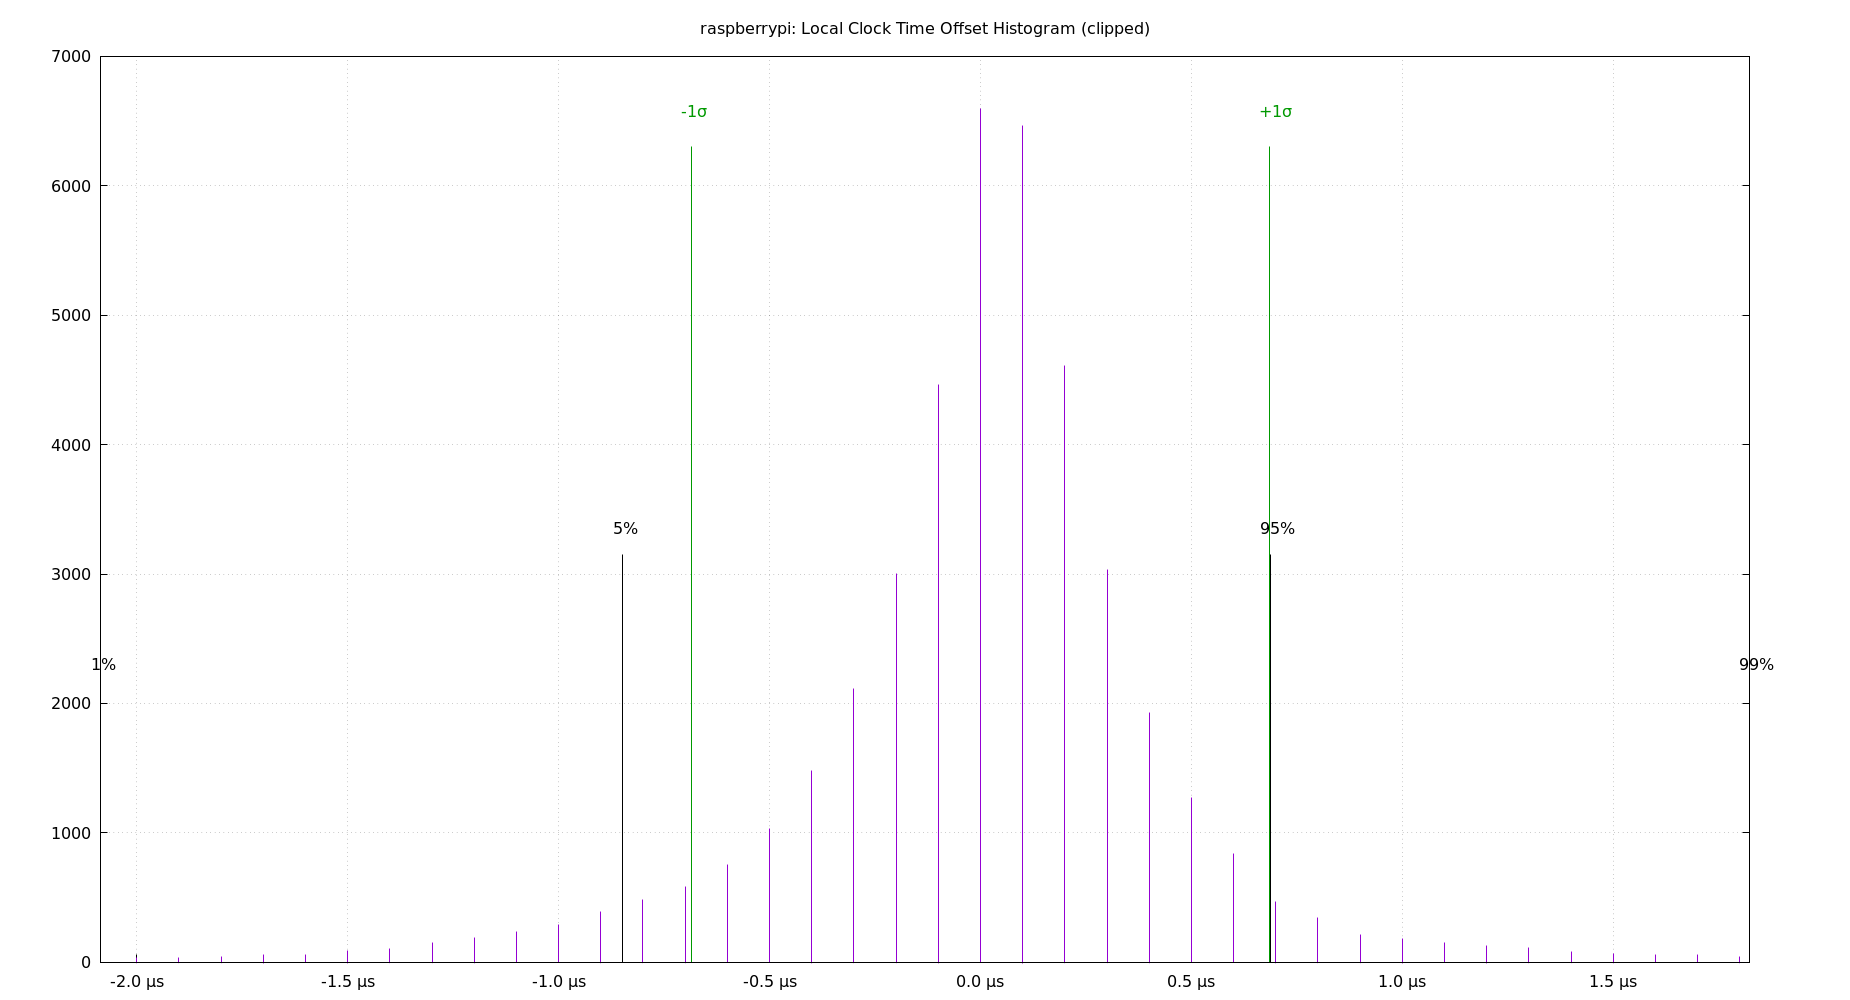 raspberrypi: Local Clock Time Offset Histogram (clipped)
7000
-1σ
+1σ
6000
5000
4000
5%
95%
3000
1%
99%
2000
1000
0
-2.0 µs
-1.5 µs
-1.0 µs
-0.5 µs
0.0 µs
0.5 µs
1.0 µs
1.5 µs